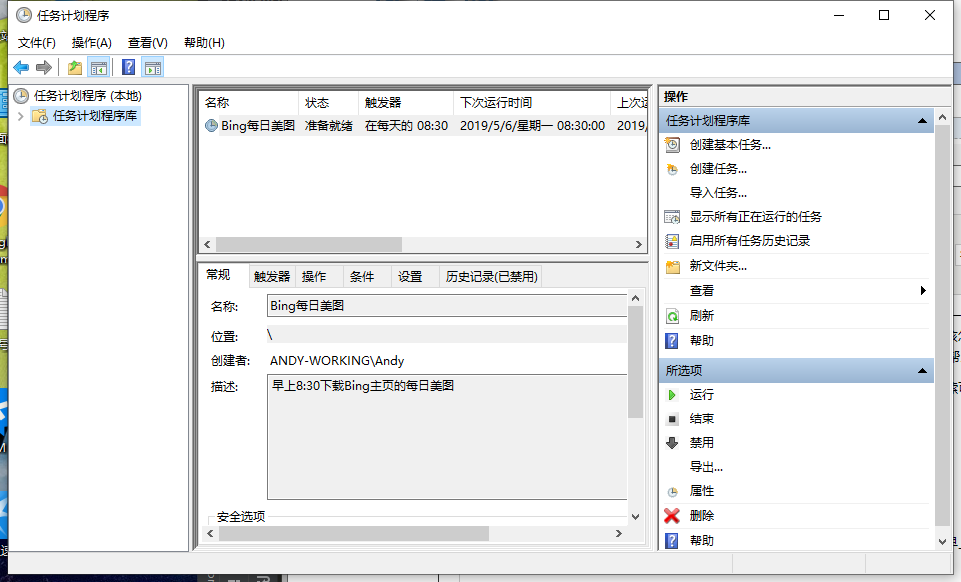 任务计划程序
文件(F) 操作(A) 查看(V) 帮助(H)
任务计划程序 (本地)
任务计划程序库
名称 状态 触发器 下次运行时间 上次运
Bing每日美图 准备就绪 在每天的 08:30 2019/5/6/星期一 08:30:00 2019/
常规 触发器 操作 条件 设置 历史记录(已禁用)
名称: Bing每日美图
位置: \
创建者: ANDY-WORKING\Andy
描述: 早上8:30下载Bing主页的每日美图
安全选项
操作
任务计划程序库
创建基本任务...
创建任务...
导入任务...
显示所有正在运行的任务
启用所有任务历史记录
新文件夹...
查看
刷新
帮助
所选项
运行
结束
禁用
导出...
属性
删除
帮助